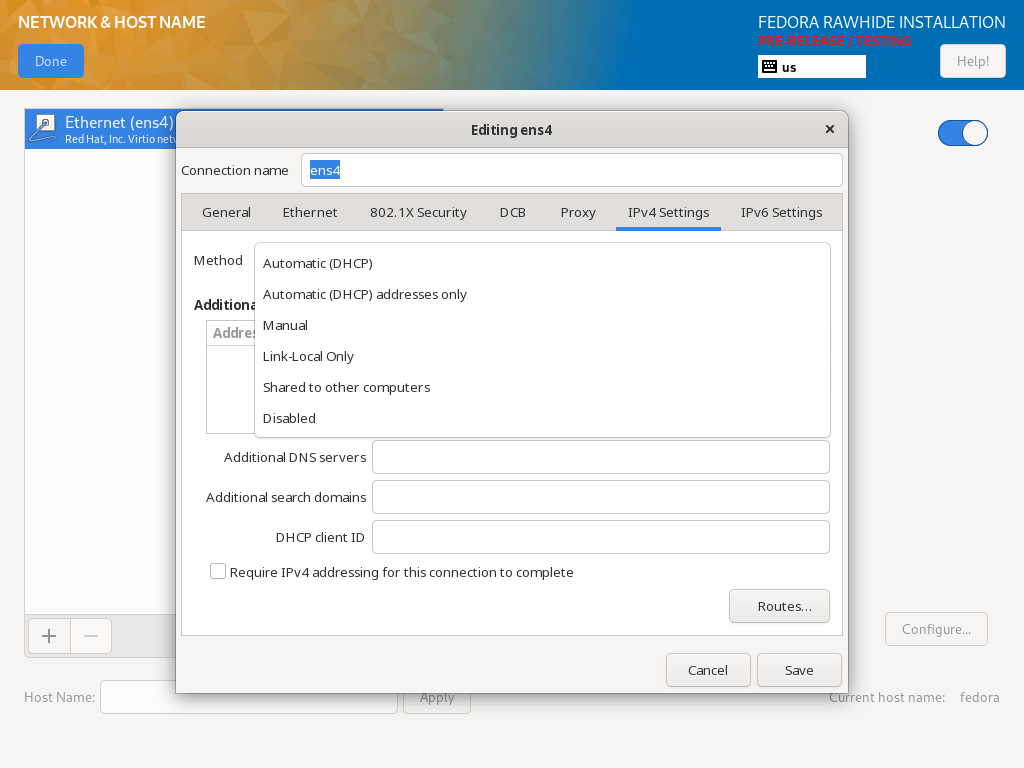 NETWORK & HOST NAME
FEDORA RAWHIDE INSTALLATION
PRE-RELEASE / TESTING
Done
us
Help!
Ethernet (ens4)
Red Hat, Inc. Virtio netw
Editing ens4
Connection name
ens4
General
Ethernet
802.1X Security
DCB
Proxy
IPv4 Settings
IPv6 Settings
Method
Automatic (DHCP)
Automatic (DHCP) addresses only
Manual
Link-Local Only
Shared to other computers
Disabled
Additiona
Addres
Additional DNS servers
Additional search domains
DHCP client ID
Require IPv4 addressing for this connection to complete
Routes…
Cancel
Save
Configure...
Host Name:
Apply
Current host name:
fedora